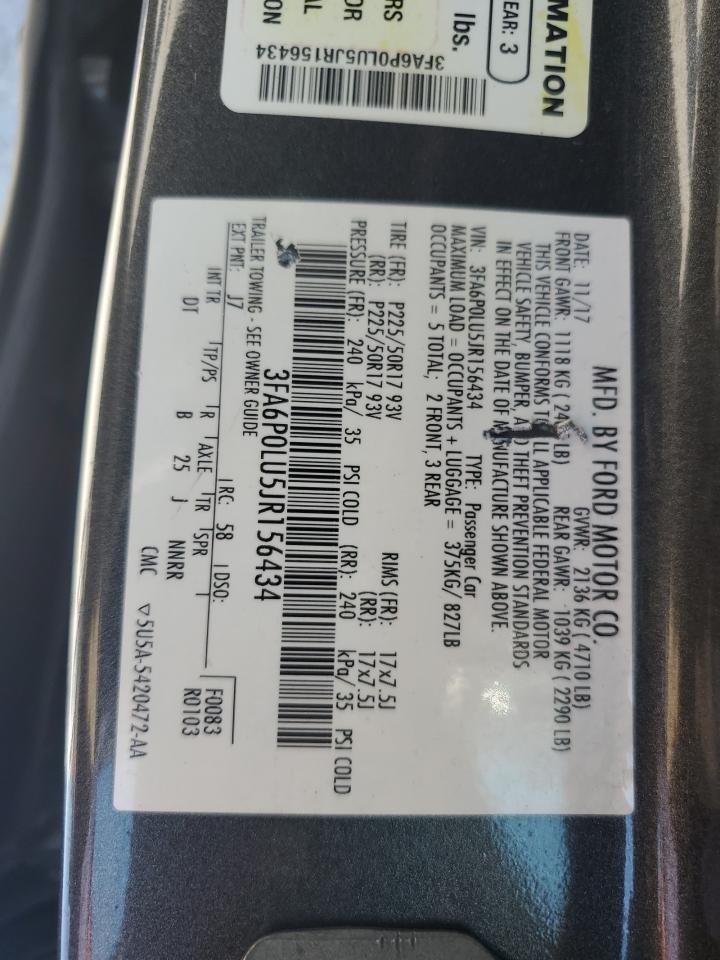 MATION
EAR: 3
lbs.
RS
OR
AL
ION
3FA6P0LU5JR156434
MFD. BY FORD MOTOR CO.
DATE: 11/17 GVWR: 2136 KG ( 4710 LB)
FRONT GAWR: 1118 KG ( 24 LB) REAR GAWR: 1039 KG ( 2290 LB)
THIS VEHICLE CONFORMS ALL APPLICABLE FEDERAL MOTOR
VEHICLE SAFETY, BUMPER, THEFT PREVENTION STANDARDS
IN EFFECT ON THE DATE OF MANUFACTURE SHOWN ABOVE.
VIN: 3FA6P0LU5JR156434 TYPE: Passenger Car
MAXIMUM LOAD = OCCUPANTS + LUGGAGE = 375KG/ 827LB
OCCUPANTS = 5 TOTAL; 2 FRONT, 3 REAR
TIRE (FR): P225/50R17 93V RIMS (FR): 17x7.5J
(RR): P225/50R17 93V (RR): 17x7.5J
PRESSURE (FR): 240 kPa/ 35 PSI COLD (RR): 240 kPa/ 35 PSI COLD
3FA6P0LU5JR156434
TRAILER TOWING - SEE OWNER GUIDE
EXT PNT: J7 RC: 58 DSO: F0083
INT TR TP/PS R AXLE TR SPR R0103
DT B 25 J NNRR
CMC ▽5U5A-5420472-AA